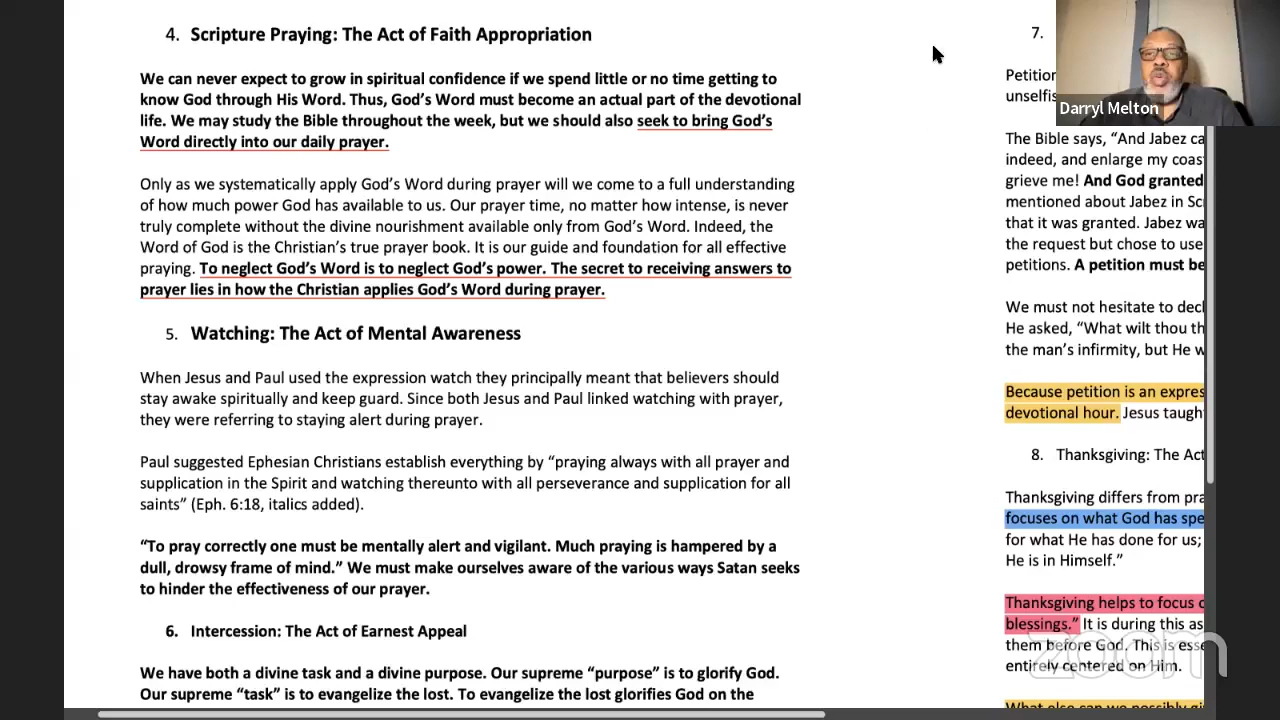 4. Scripture Praying: The Act of Faith Appropriation
We can never expect to grow in spiritual confidence if we spend little or no time getting to
know God through His Word. Thus, God's Word must become an actual part of the devotional
life. We may study the Bible throughout the week, but we should also seek to bring God's
Word directly into our daily prayer.
Only as we systematically apply God's Word during prayer will we come to a full understanding
of how much power God has available to us. Our prayer time, no matter how intense, is never
truly complete without the divine nourishment available only from God's Word. Indeed, the
Word of God is the Christian's true prayer book. It is our guide and foundation for all effective
praying. To neglect God's Word is to neglect God's power. The secret to receiving answers to
prayer lies in how the Christian applies God's Word during prayer.
5. Watching: The Act of Mental Awareness
When Jesus and Paul used the expression watch they principally meant that believers should
stay awake spiritually and keep guard. Since both Jesus and Paul linked watching with prayer,
they were referring to staying alert during prayer.
Paul suggested Ephesian Christians establish everything by "praying always with all prayer and
supplication in the Spirit and watching thereunto with all perseverance and supplication for all
saints" (Eph. 6:18, italics added).
"To pray correctly one must be mentally alert and vigilant. Much praying is hampered by a
dull, drowsy frame of mind." We must make ourselves aware of the various ways Satan seeks
to hinder the effectiveness of our prayer.
6. Intercession: The Act of Earnest Appeal
We have both a divine task and a divine purpose. Our supreme "purpose" is to glorify God.
Our supreme "task" is to evangelize the lost. To evangelize the lost glorifies God on the
7.
Petition
unselfis
Darryl Melton
The Bible says, "And Jabez ca
indeed, and enlarge my coas
grieve me! And God granted
mentioned about Jabez in Sc
that it was granted. Jabez wa
the request but chose to use
petitions. A petition must be
We must not hesitate to decl
He asked, "What wilt thou th
the man's infirmity, but He w
Because petition is an expres
devotional hour. Jesus taugh
8. Thanksgiving: The Act
Thanksgiving differs from pra
focuses on what God has spe
for what He has done for us;
He is in Himself."
Thanksgiving helps to focus
blessings." It is during this as
them before God. This is esse
entirely centered on Him.
What else can we possibly gi
zoom